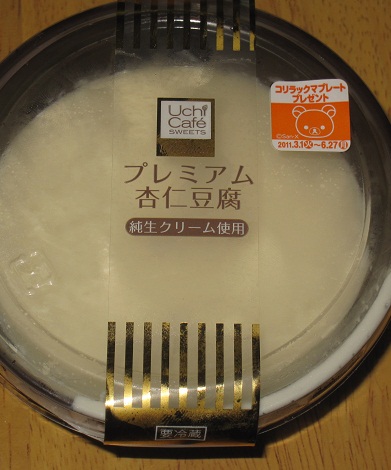 Uchi
Café
SWEETS
プレミアム
杏仁豆腐
純生クリーム使用
要冷蔵
コリラックマプレート
プレゼント
2011.3.1(火)〜6.27(月)